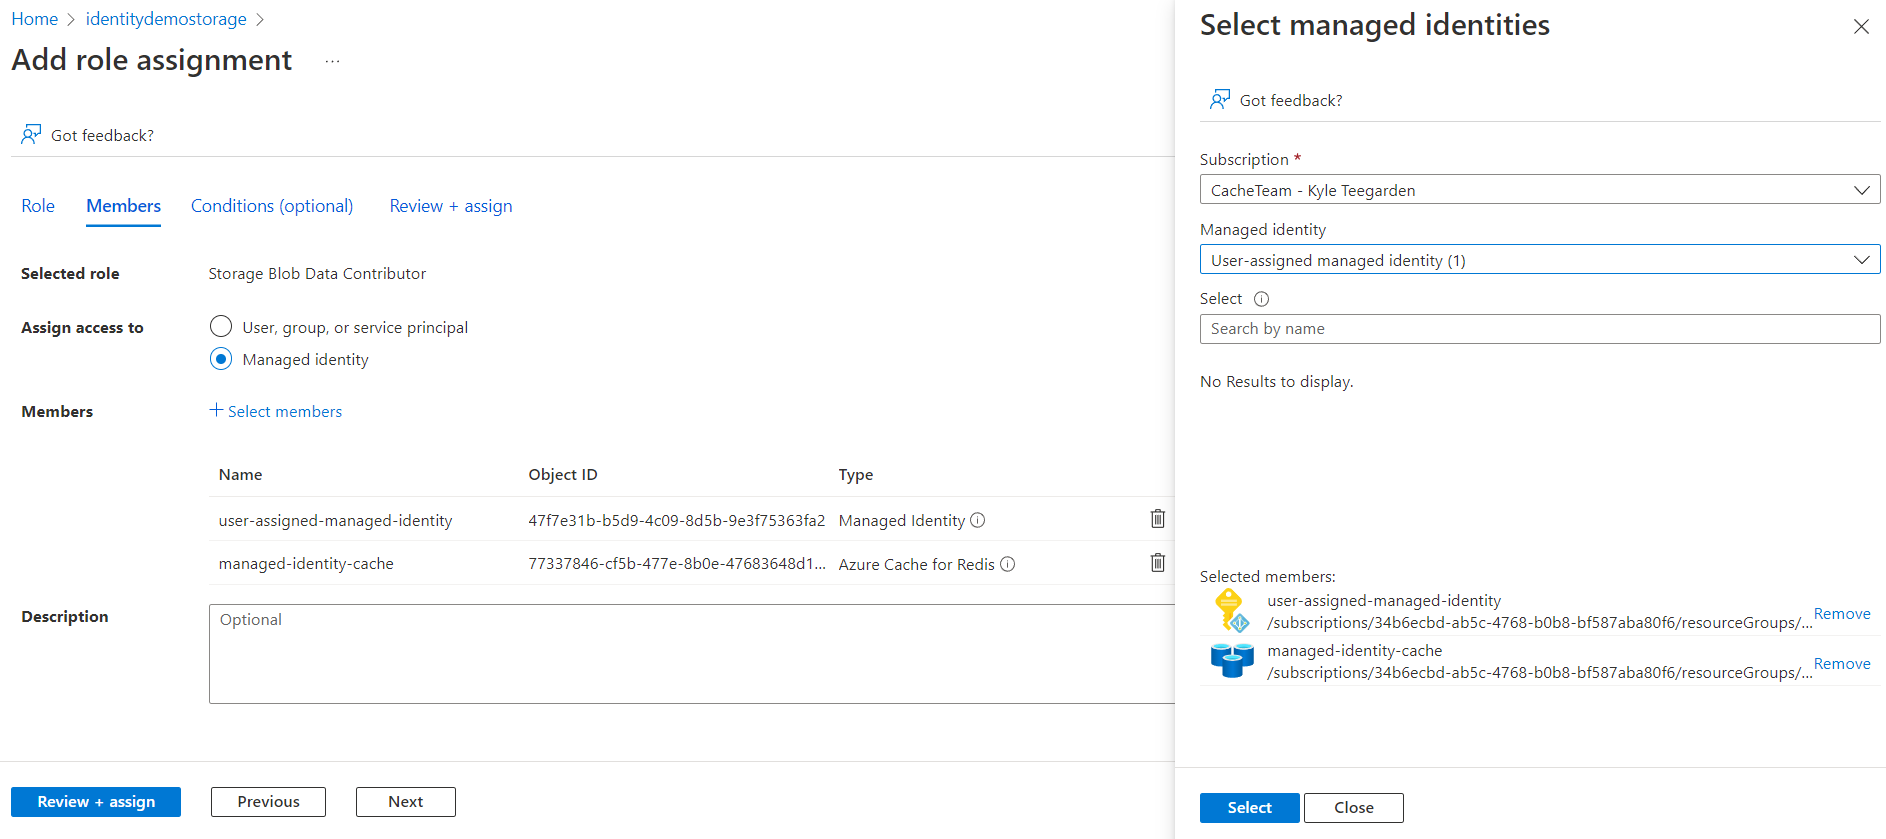 Home > identitydemostorage >
Add role assignment ...
Got feedback?
Role Members Conditions (optional) Review + assign
Selected role Storage Blob Data Contributor
Assign access to User, group, or service principal
Managed identity
Members + Select members
Name Object ID Type
user-assigned-managed-identity 47f7e31b-b5d9-4c09-8d5b-9e3f75363fa2 Managed Identity
managed-identity-cache 77337846-cf5b-477e-8b0e-47683648d1... Azure Cache for Redis
Description Optional
Review + assign Previous Next
Select managed identities
Got feedback?
Subscription *
CacheTeam - Kyle Teegarden
Managed identity
User-assigned managed identity (1)
Select
Search by name
No Results to display.
Selected members:
user-assigned-managed-identity
/subscriptions/34b6ecbd-ab5c-4768-b0b8-bf587aba80f6/resourceGroups/... Remove
managed-identity-cache
/subscriptions/34b6ecbd-ab5c-4768-b0b8-bf587aba80f6/resourceGroups/... Remove
Select Close